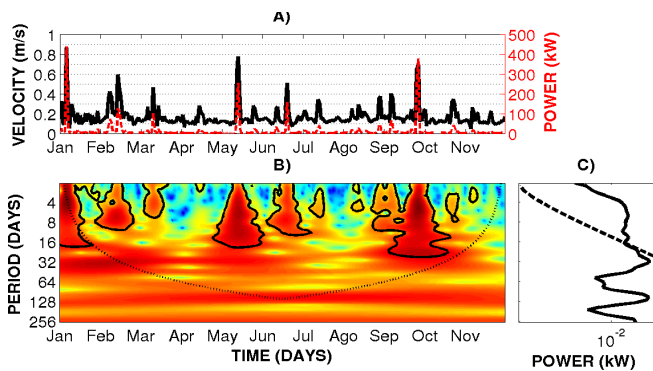 A)
VELOCITY (m/s)
1
0.8
0.6
0.4
0.2
0
500
400
300
200
100
0
POWER (kW)
Jan Feb Mar Apr May Jun Jul Ago Sep Oct Nov
B)
PERIOD (DAYS)
4
8
16
32
64
128
256
Jan Feb Mar Apr May Jun Jul Ago Sep Oct Nov
TIME (DAYS)
C)
10-2
POWER (kW)